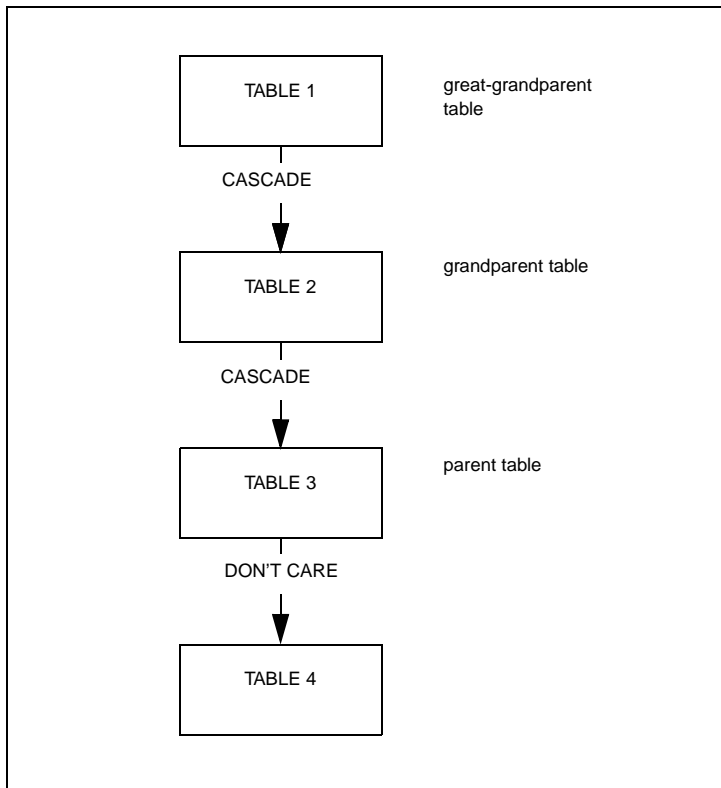 TABLE 1
great-grandparent
table
CASCADE
TABLE 2
grandparent table
CASCADE
TABLE 3
parent table
DON'T CARE
TABLE 4